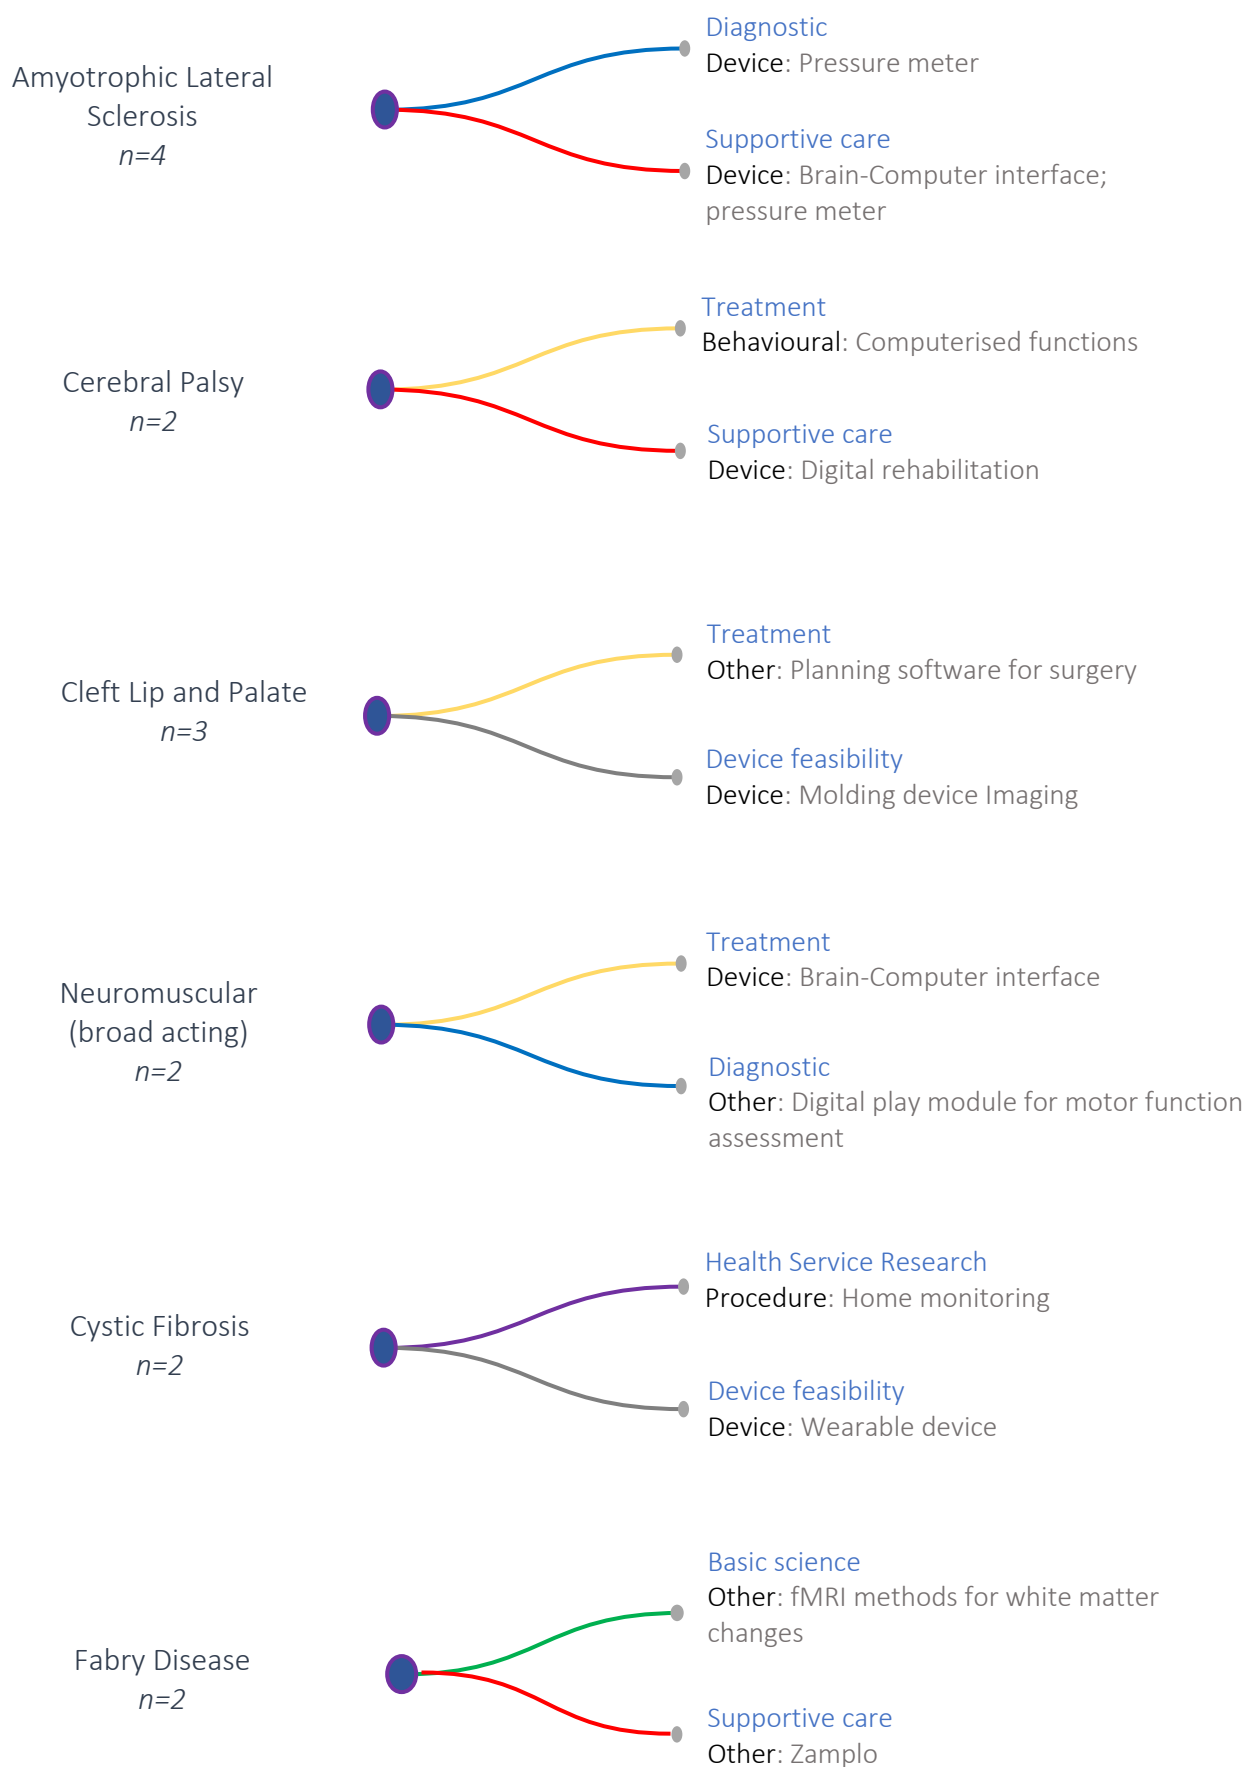 Amyotrophic Lateral
Sclerosis
n=4
Diagnostic
Device: Pressure meter
Supportive care
Device: Brain-Computer interface;
pressure meter
Cerebral Palsy
n=2
Treatment
Behavioural: Computerised functions
Supportive care
Device: Digital rehabilitation
Cleft Lip and Palate
n=3
Treatment
Other: Planning software for surgery
Device feasibility
Device: Molding device Imaging
Neuromuscular
(broad acting)
n=2
Treatment
Device: Brain-Computer interface
Diagnostic
Other: Digital play module for motor function
assessment
Cystic Fibrosis
n=2
Health Service Research
Procedure: Home monitoring
Device feasibility
Device: Wearable device
Fabry Disease
n=2
Basic science
Other: fMRI methods for white matter
changes
Supportive care
Other: Zamplo